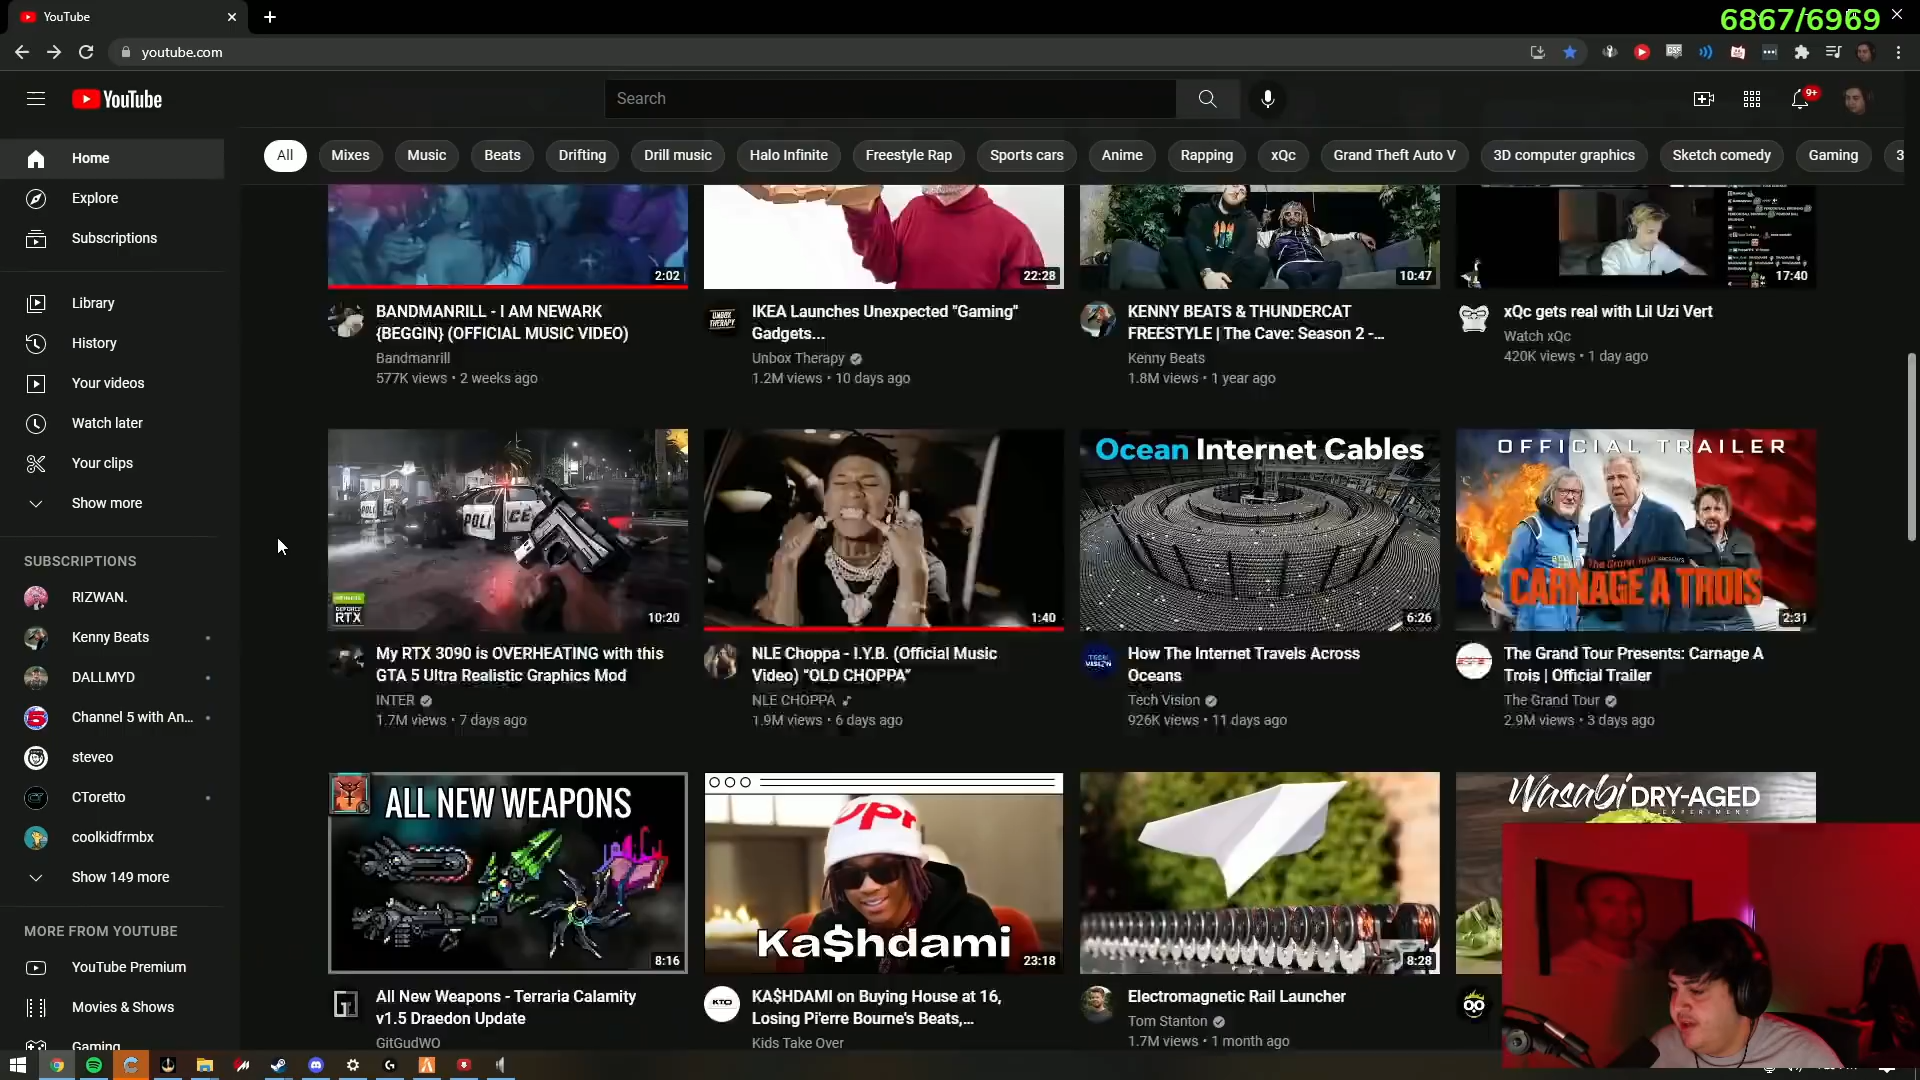 YouTube
6867/6969
youtube.com
YouTube
Search
9+
Home
Explore
Subscriptions
Library
History
Your videos
Watch later
Your clips
Show more
SUBSCRIPTIONS
RIZWAN.
Kenny Beats
DALLMYD
Channel 5 with An...
steveo
CToretto
coolkidfrmbx
Show 149 more
MORE FROM YOUTUBE
YouTube Premium
Movies & Shows
Gaming
All
Mixes
Music
Beats
Drifting
Drill music
Halo Infinite
Freestyle Rap
Sports cars
Anime
Rapping
xQc
Grand Theft Auto V
3D computer graphics
Sketch comedy
Gaming
3
2:02
22:28
10:47
17:40
BANDMANRILL - I AM NEWARK
{BEGGIN} (OFFICIAL MUSIC VIDEO)
Bandmanrill
577K views • 2 weeks ago
UNBOX
THERAPY
IKEA Launches Unexpected "Gaming"
Gadgets...
Unbox Therapy
1.2M views • 10 days ago
KENNY BEATS & THUNDERCAT
FREESTYLE | The Cave: Season 2 -...
Kenny Beats
1.8M views • 1 year ago
xQc gets real with Lil Uzi Vert
Watch xQc
420K views • 1 day ago
POLICE
GEFORCE
RTX
10:20
1:40
Ocean Internet Cables
6:26
OFFICIAL TRAILER
The Grand Tour PRESENTS:
CARNAGE A TROIS
2:31
My RTX 3090 is OVERHEATING with this
GTA 5 Ultra Realistic Graphics Mod
INTER
1.7M views • 7 days ago
NLE Choppa - I.Y.B. (Official Music
Video) “OLD CHOPPA”
NLE CHOPPA
1.9M views • 6 days ago
TECH
VISION
How The Internet Travels Across
Oceans
Tech Vision
926K views • 11 days ago
The Grand Tour Presents: Carnage A
Trois | Official Trailer
The Grand Tour
2.9M views • 3 days ago
ALL NEW WEAPONS
8:16
Ka$hdami
23:18
8:28
Wasabi DRY-AGED
EXPERIMENT
All New Weapons - Terraria Calamity
v1.5 Draedon Update
GitGudWO
KTO
KA$HDAMI on Buying House at 16,
Losing Pi'erre Bourne's Beats,...
Kids Take Over
Electromagnetic Rail Launcher
Tom Stanton
1.7M views • 1 month ago